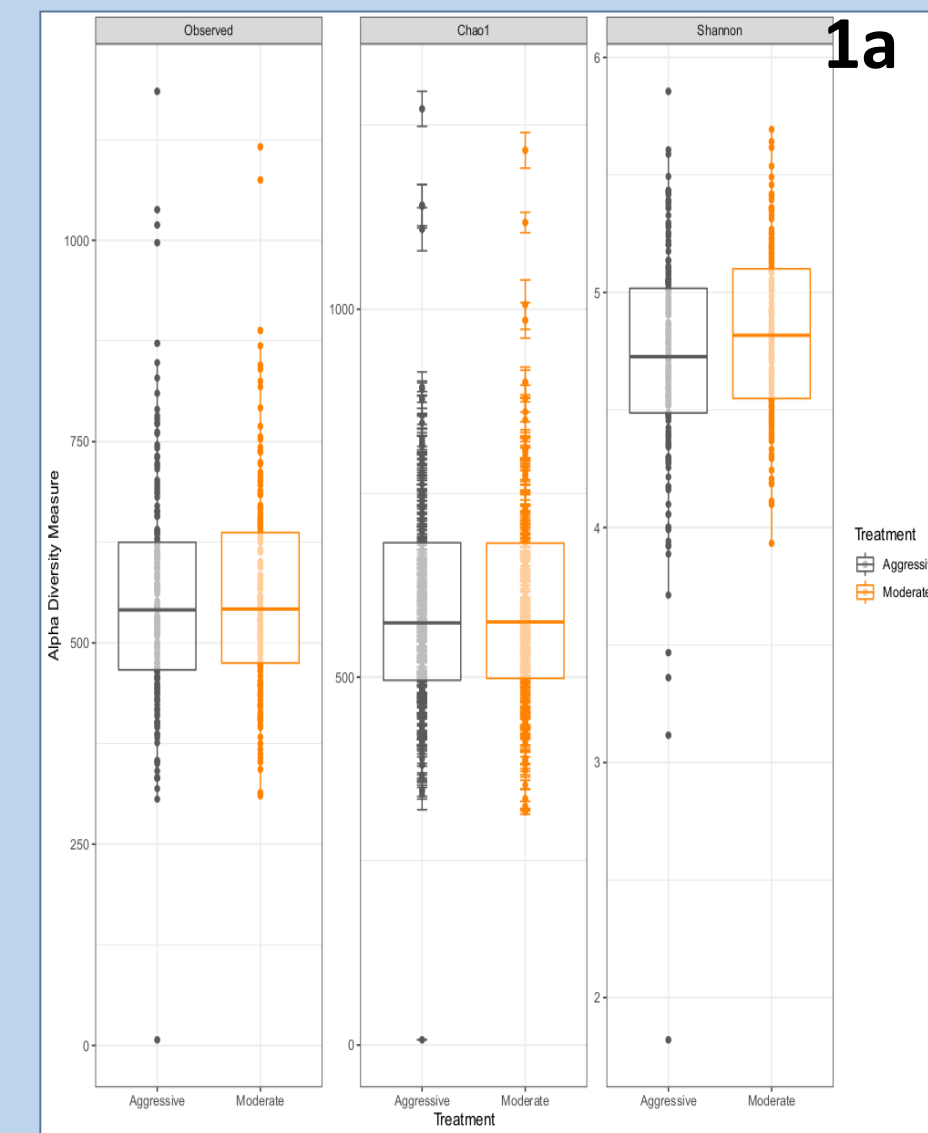 1a
Observed
Chao1
Shannon
Alpha Diversity Measure
1000
750
500
250
0
1000
500
0
6
5
4
3
2
Aggressive
Moderate
Aggressive
Moderate
Aggressive
Moderate
Treatment
Treatment
Aggressiv
Moderate